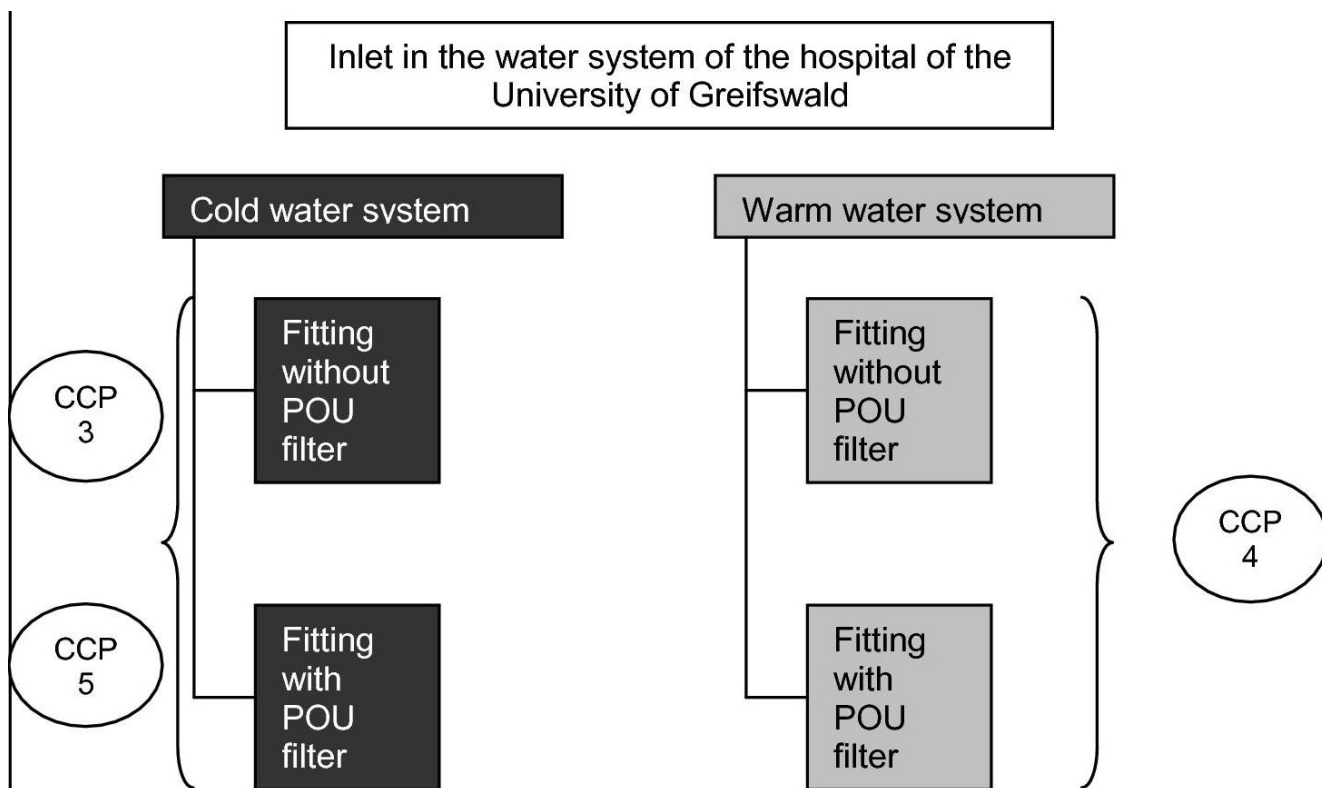 Inlet in the water system of the hospital of the
University of Greifswald
Cold water system
Warm water system
Fitting
without
POU
filter
Fitting
without
POU
filter
CCP
3
CCP
4
CCP
5
Fitting
with
POU
filter
Fitting
with
POU
filter